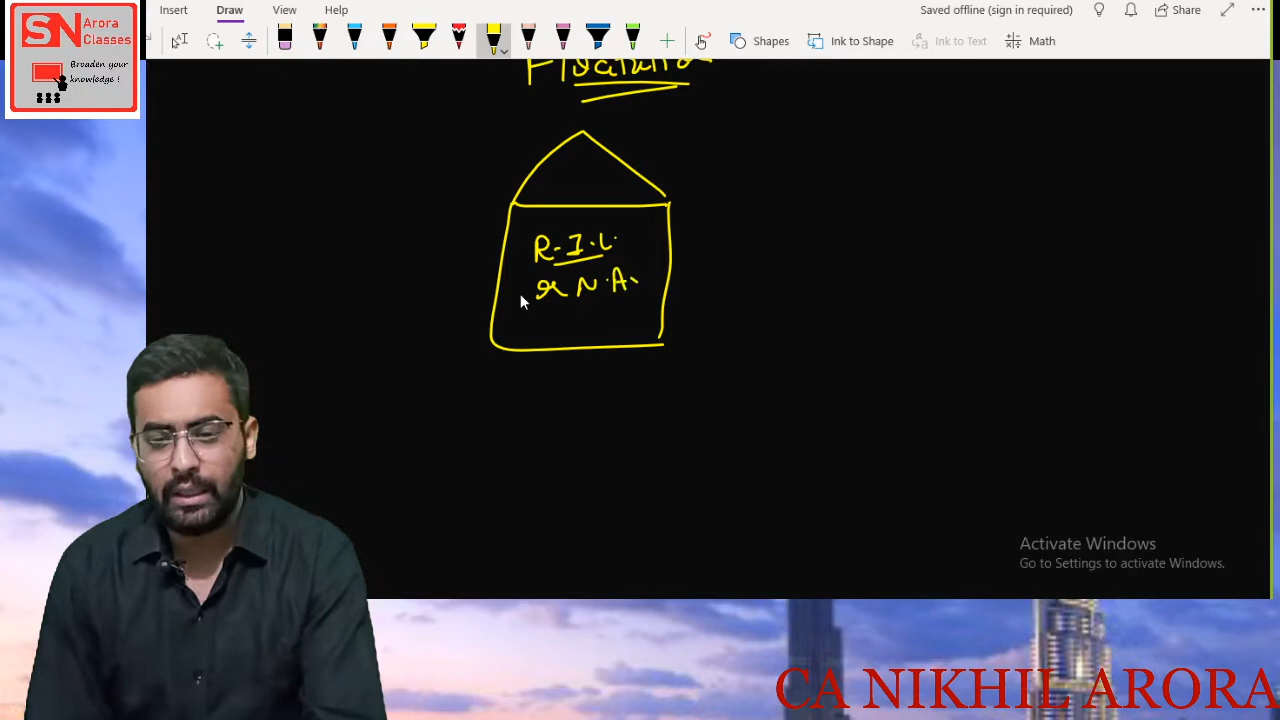 Insert Draw View Help Saved offline (sign in required) Share
SN Arora Classes
Broaden your knowledge !
Shapes Ink to Shape Ink to Text Math
R.I.L.
or N.A.
Activate Windows
Go to Settings to activate Windows.
CA NIKHIL ARORA